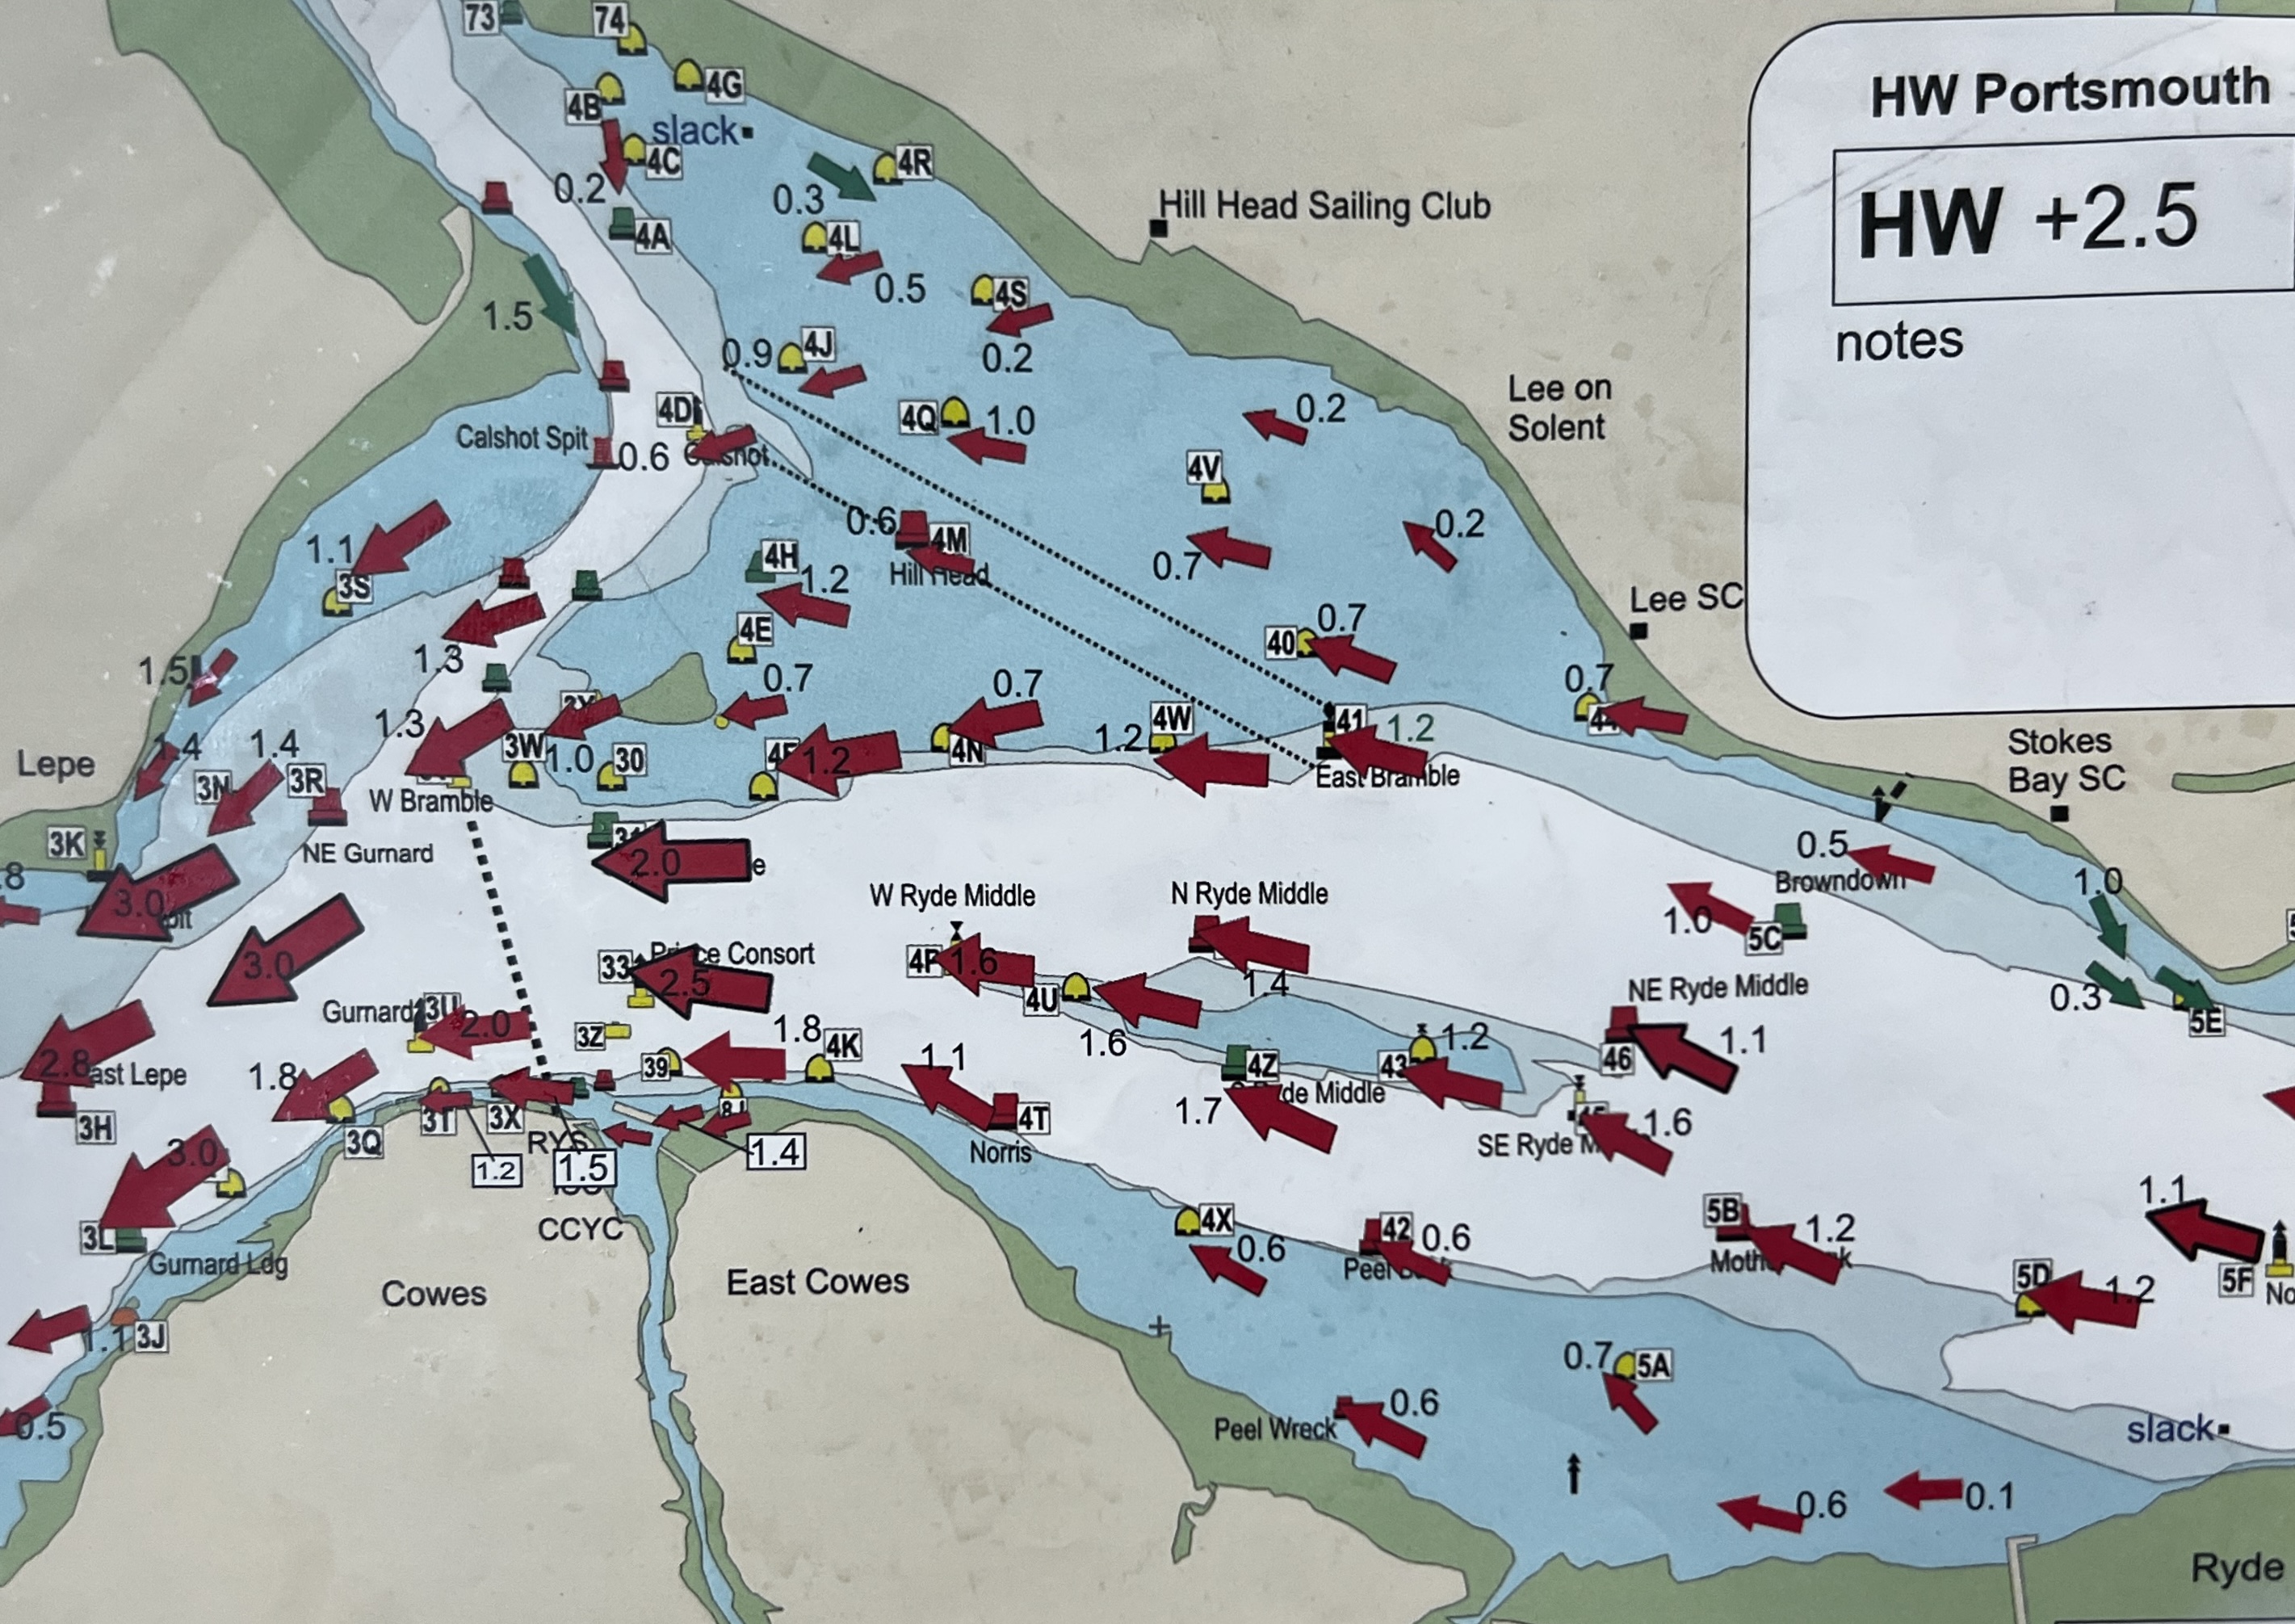 73
74
4G
4B
slack
4C
4R
0.2
0.3
4A
4L
Hill Head Sailing Club
0.5
4S
1.5
0.2
0.9
4J
HW Portsmouth
HW +2.5
notes
4D
4Q
1.0
0.2
Lee on
Solent
Calshot Spit
0.6
4V
0.6
4M
Hill Head
0.7
0.2
1.1
3S
4H
1.2
Lee SC
4E
40
0.7
1.3
1.5
0.7
0.7
0.7
1.3
3W
1.0
30
1.2
4N
1.2
4W
41
1.2
East Bramble
Stokes
Bay SC
Lepe
1.4
1.4
3N
3R
W Bramble
3K
NE Gurnard
2.0
0.5
Browndown
1.0
W Ryde Middle
N Ryde Middle
3.0
1.0
5C
3.0
33
Prince Consort
2.5
1.6
4U
1.4
NE Ryde Middle
0.3
5E
Gurnard
3U
2.0
3Z
1.8
4K
1.6
1.2
46
1.1
2.8
ast Lepe
1.8
39
1.1
4Z
de Middle
43
3H
3Q
3T
3X
RYS
1.2
1.5
1.4
4T
Norris
1.7
SE Ryde M
1.6
3.0
CCYC
4X
0.6
42
0.6
Peel
5B
1.2
1.1
3L
Gurnard Ldg
Cowes
East Cowes
5D
1.2
5F
No
1.1
3J
0.7
5A
0.5
Peel Wreck
0.6
slack
0.6
0.1
Ryde